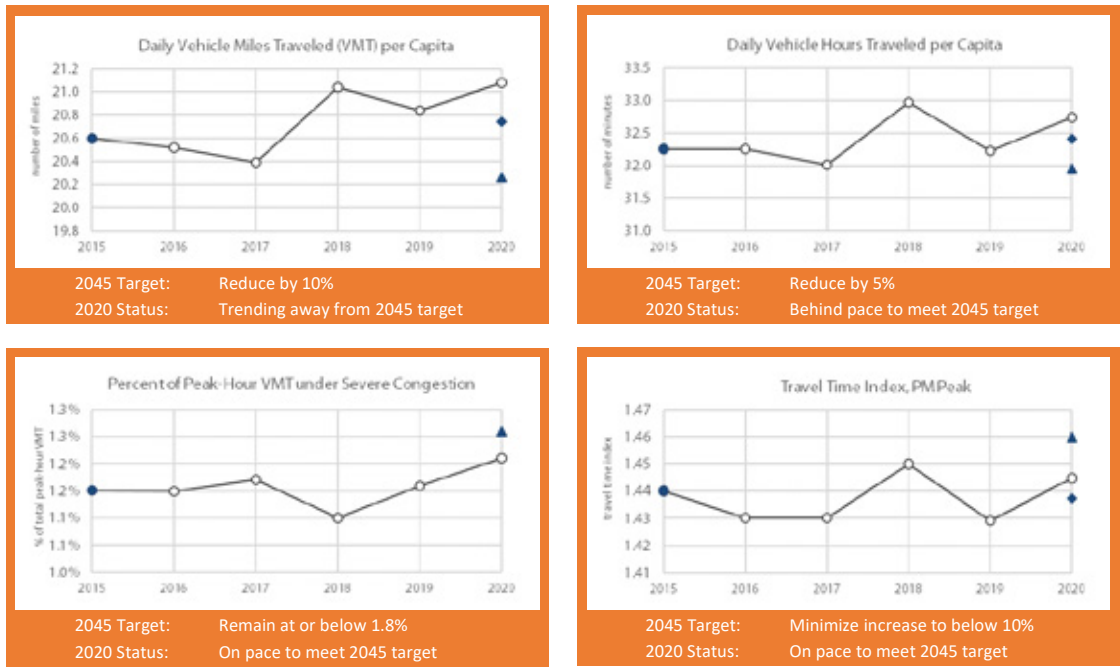 Daily Vehicle Miles Traveled (VMT) per Capita
number of miles
21.2
21.0
20.8
20.6
20.4
20.2
20.0
19.8
2015 2016 2017 2018 2019 2020
2045 Target: Reduce by 10%
2020 Status: Trending away from 2045 target
Daily Vehicle Hours Traveled per Capita
number of minutes
33.5
33.0
32.5
32.0
31.5
31.0
2015 2016 2017 2018 2019 2020
2045 Target: Reduce by 5%
2020 Status: Behind pace to meet 2045 target
Percent of Peak-Hour VMT under Severe Congestion
% of total peak-hour VMT
1.3%
1.3%
1.2%
1.2%
1.1%
1.1%
1.0%
2015 2016 2017 2018 2019 2020
2045 Target: Remain at or below 1.8%
2020 Status: On pace to meet 2045 target
Travel Time Index, PM Peak
travel time index
1.47
1.46
1.45
1.44
1.43
1.42
1.41
2015 2016 2017 2018 2019 2020
2045 Target: Minimize increase to below 10%
2020 Status: On pace to meet 2045 target